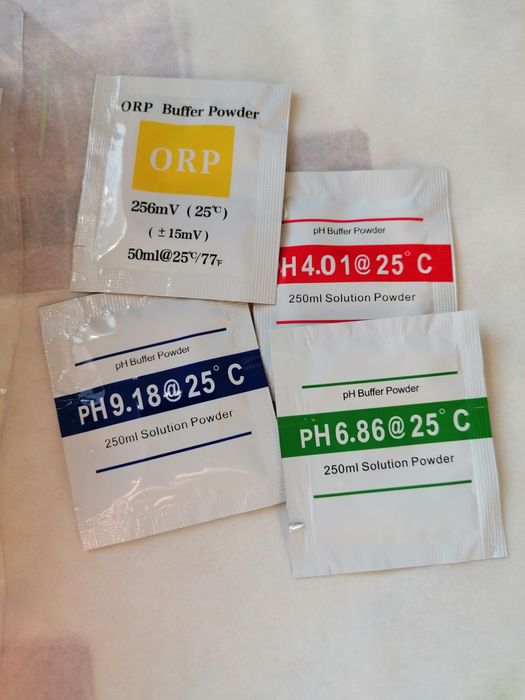 ORP Buffer Powder
ORP
256mV (25℃)
(±15mV)
50ml@25℃/77F
pH Buffer Powder
H4.01@25°C
250ml Solution Powder
pH Buffer Powder
PH9.18@25°C
250ml Solution Powder
pH Buffer Powder
PH6.86@25°C
250ml Solution Powder